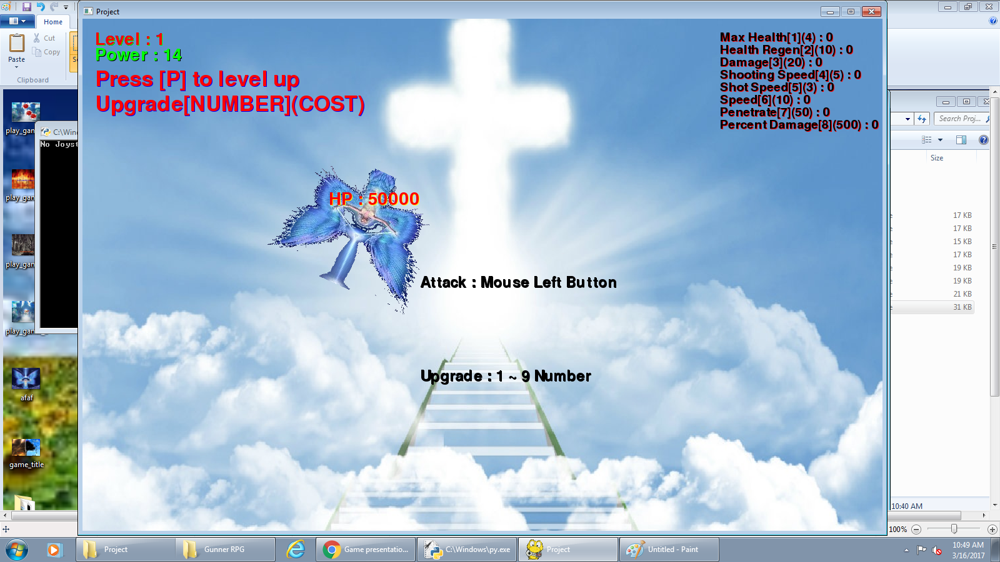 Project
Home
Cut
Copy
Paste
Clipboard
Level : 1
Power : 14
Press [P] to level up
Upgrade[NUMBER](COST)
Max Health[1](4) : 0
Health Regen[2](10) : 0
Damage[3](20) : 0
Shooting Speed[4](5) : 0
Shot Speed[5](3) : 0
Speed[6](10) : 0
Penetrate[7](50) : 0
Percent Damage[8](500) : 0
HP : 50000
Attack : Mouse Left Button
Upgrade : 1 ~ 9 Number
play_gan
C:\Wind
No Joyst
play_gan
play_gan
play_gan
afaf
game_title
Search Proj...
Size
17 KB
17 KB
15 KB
17 KB
19 KB
19 KB
21 KB
31 KB
10:40 AM
100%
Project
Gunner RPG
Game presentatio...
C:\Windows\py.exe
Project
Untitled - Paint
10:49 AM
3/16/2017